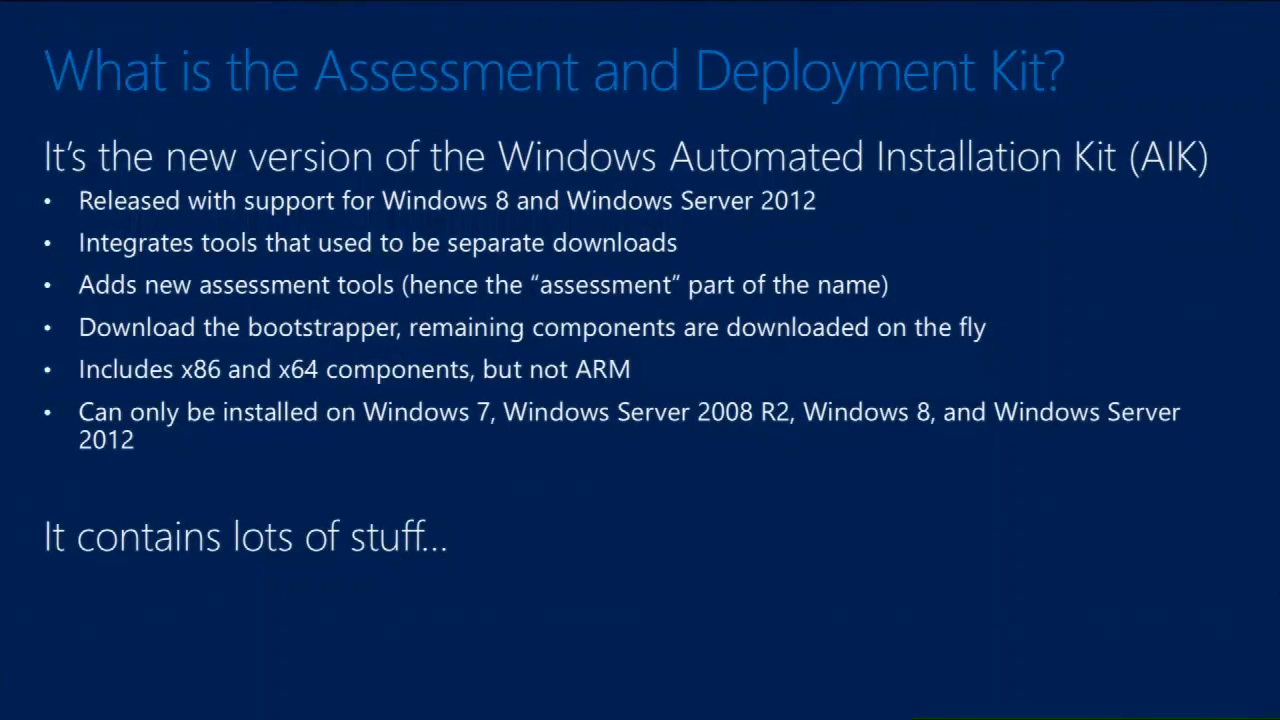 What is the Assessment and Deployment Kit?
It's the new version of the Windows Automated Installation Kit (AIK)
• Released with support for Windows 8 and Windows Server 2012
• Integrates tools that used to be separate downloads
• Adds new assessment tools (hence the “assessment” part of the name)
• Download the bootstrapper, remaining components are downloaded on the fly
• Includes x86 and x64 components, but not ARM
• Can only be installed on Windows 7, Windows Server 2008 R2, Windows 8, and Windows Server
2012
It contains lots of stuff...